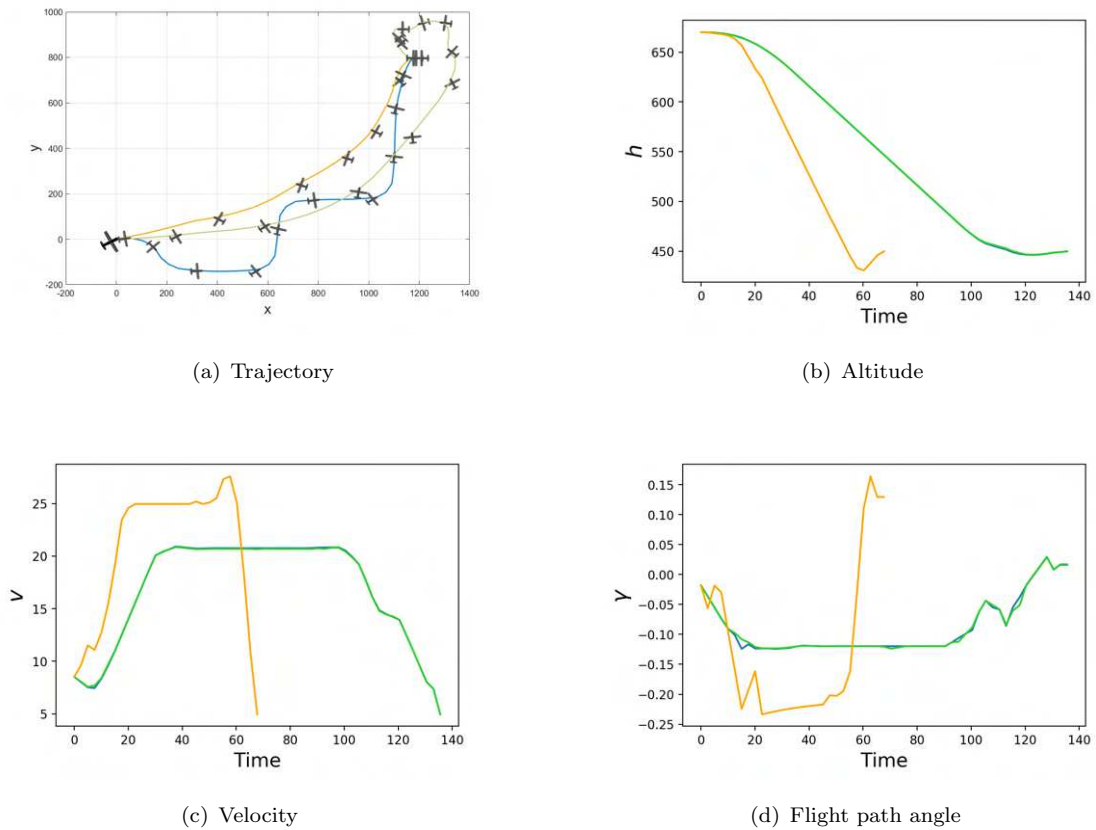 1000
800
600
400
200
0
-200
y
-200 0 200 400 600 800 1000 1200 1400
x
(a) Trajectory
650
600
550
500
450
h
0 20 40 60 80 100 120 140
Time
(b) Altitude
25
20
15
10
5
v
0 20 40 60 80 100 120 140
Time
(c) Velocity
0.15
0.10
0.05
0.00
−0.05
−0.10
−0.15
−0.20
−0.25
γ
0 20 40 60 80 100 120 140
Time
(d) Flight path angle